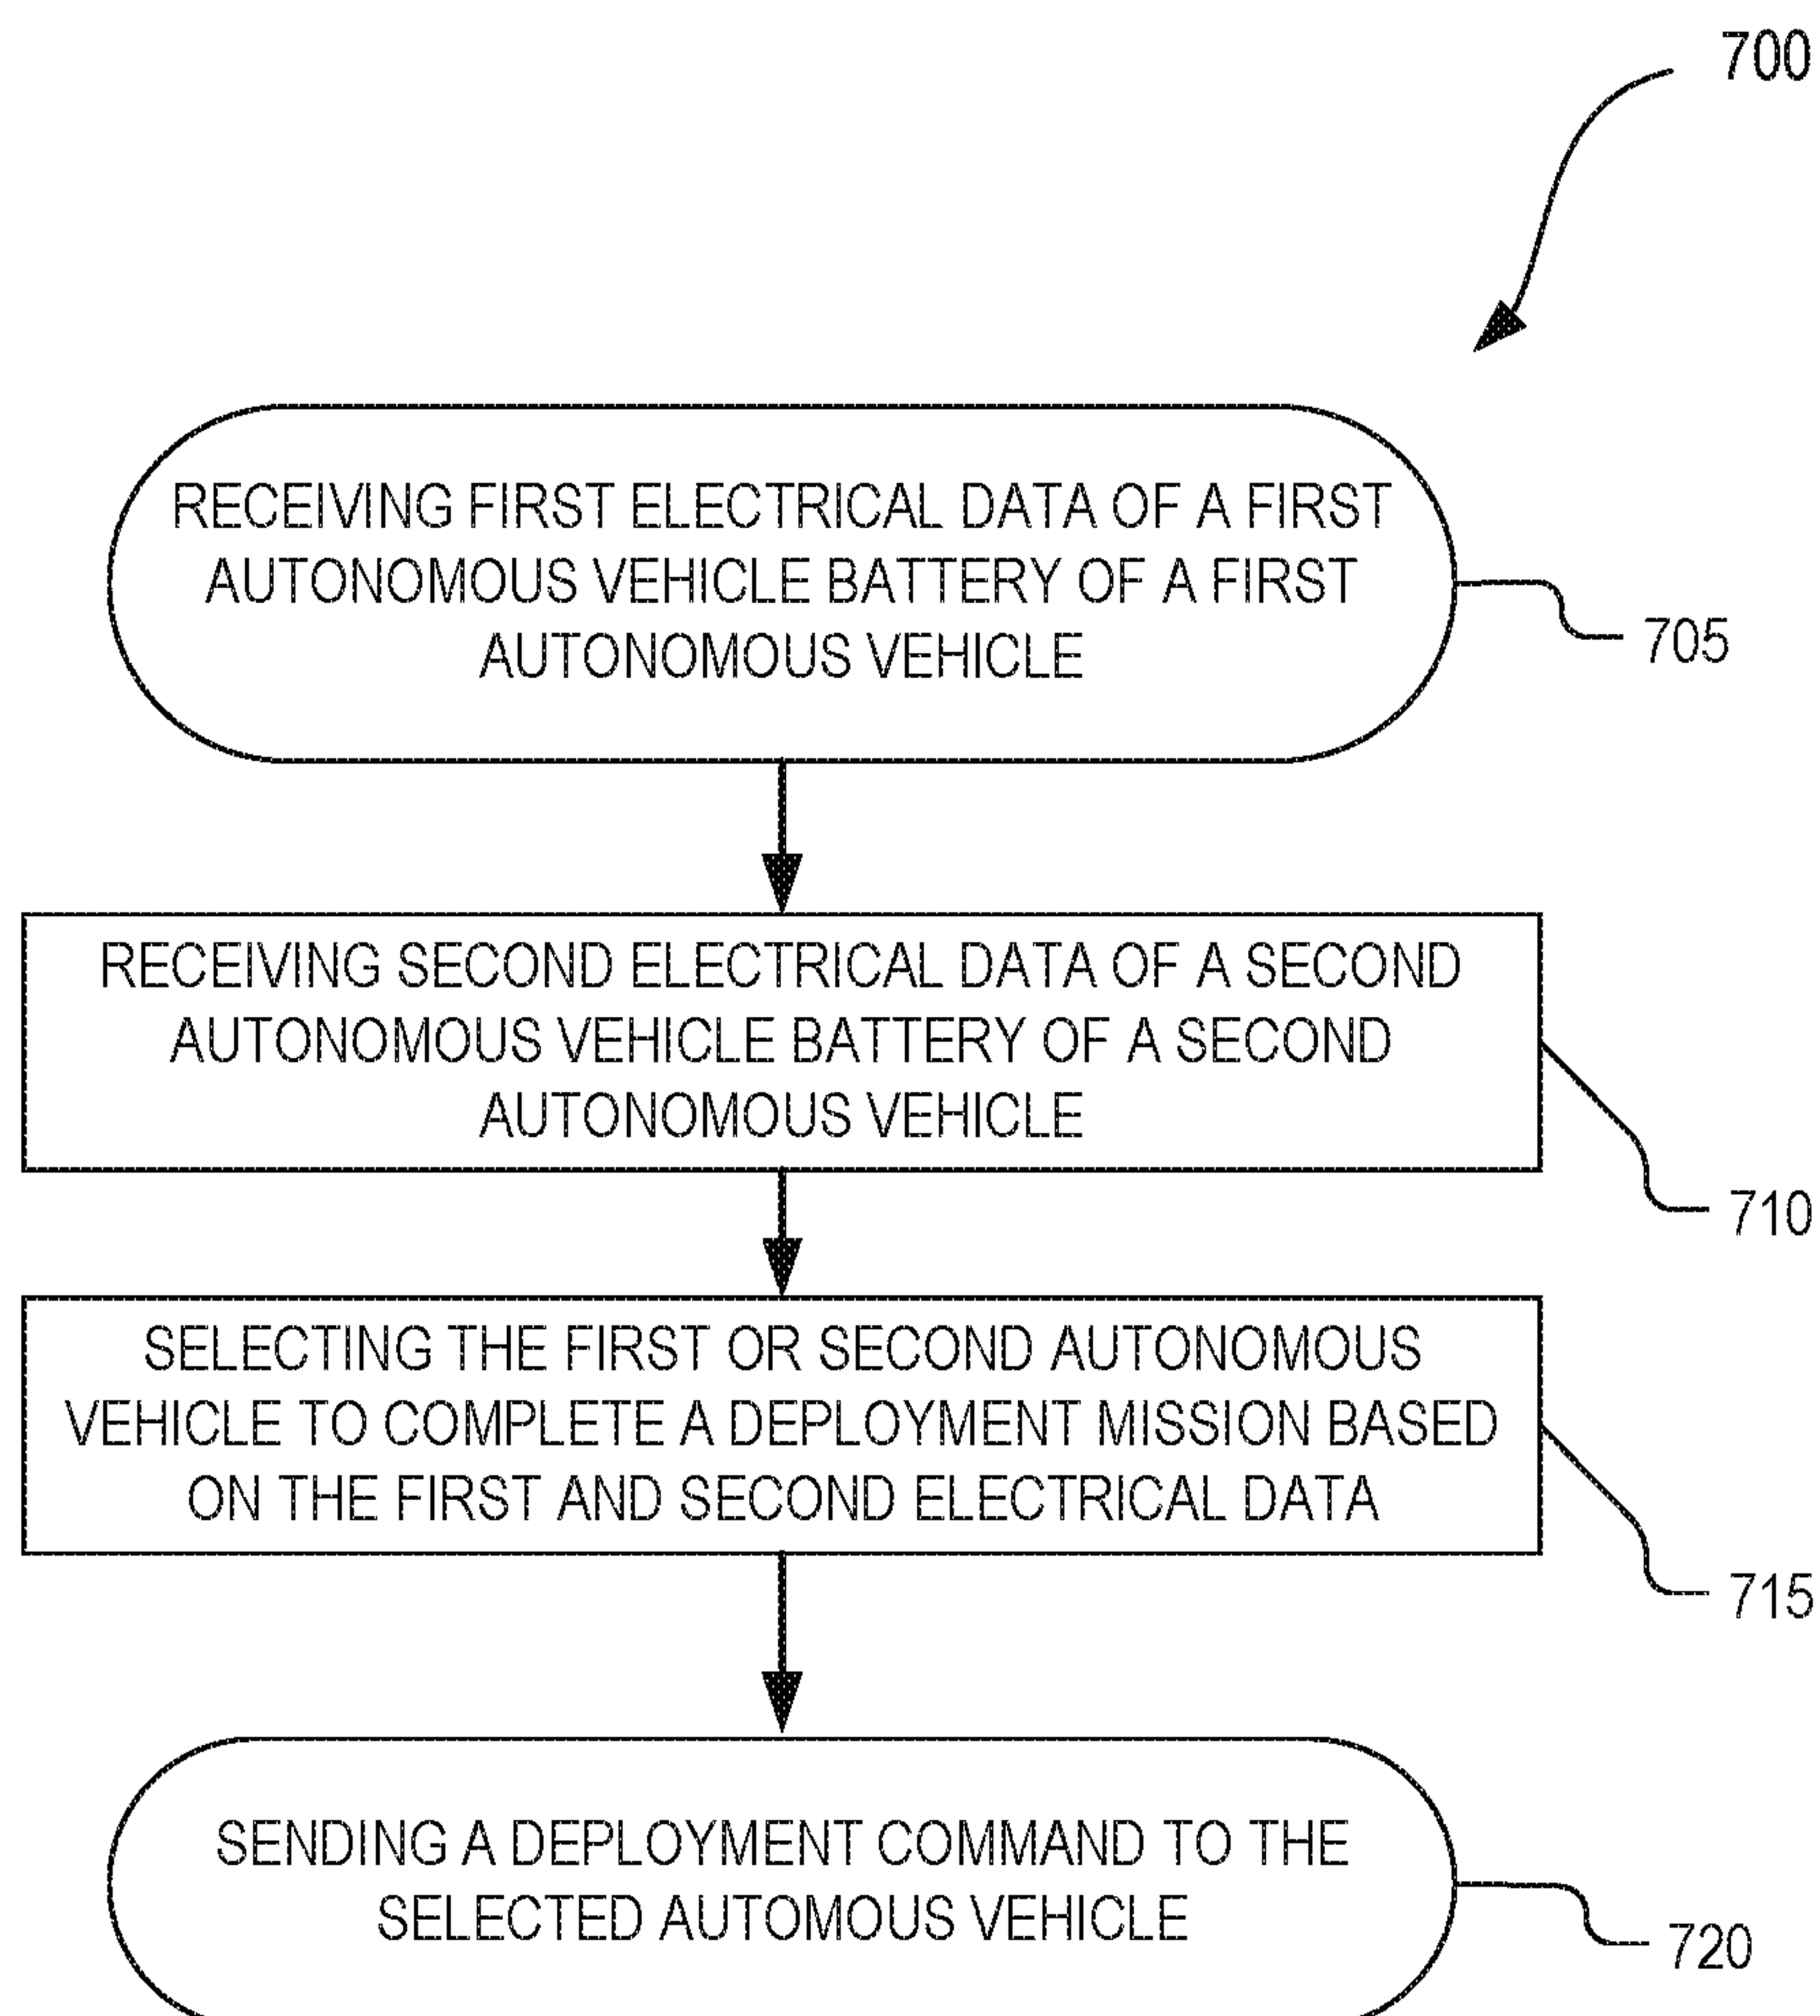 700
RECEIVING FIRST ELECTRICAL DATA OF A FIRST
AUTONOMOUS VEHICLE BATTERY OF A FIRST
AUTONOMOUS VEHICLE
705
RECEIVING SECOND ELECTRICAL DATA OF A SECOND
AUTONOMOUS VEHICLE BATTERY OF A SECOND
AUTONOMOUS VEHICLE
710
SELECTING THE FIRST OR SECOND AUTONOMOUS
VEHICLE TO COMPLETE A DEPLOYMENT MISSION BASED
ON THE FIRST AND SECOND ELECTRICAL DATA
715
SENDING A DEPLOYMENT COMMAND TO THE
SELECTED AUTOMOUS VEHICLE
720